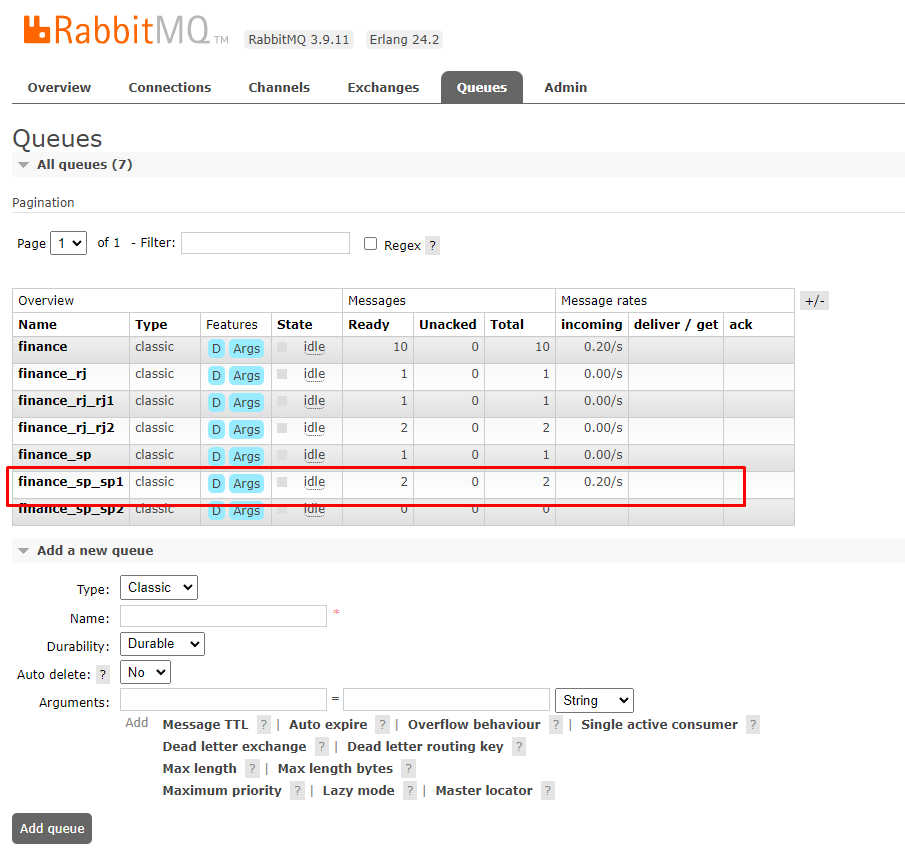 RabbitMQ TM RabbitMQ 3.9.11 Erlang 24.2
Overview Connections Channels Exchanges Queues Admin
Queues
All queues (7)
Pagination
Page 1 of 1 - Filter: Regex ?
Overview Messages Message rates +/-
Name Type Features State Ready Unacked Total incoming deliver / get ack
finance classic D Args idle 10 0 10 0.20/s
finance_rj classic D Args idle 1 0 1 0.00/s
finance_rj_rj1 classic D Args idle 1 0 1 0.00/s
finance_rj_rj2 classic D Args idle 2 0 2 0.00/s
finance_sp classic D Args idle 1 0 1 0.00/s
finance_sp_sp1 classic D Args idle 2 0 2 0.20/s
finance_sp_sp2 classic D Args idle 0 0 0
Add a new queue
Type: Classic
Name: *
Durability: Durable
Auto delete: ? No
Arguments: = String
Add Message TTL ? | Auto expire ? | Overflow behaviour ? | Single active consumer ?
Dead letter exchange ? | Dead letter routing key ?
Max length ? | Max length bytes ?
Maximum priority ? | Lazy mode ? | Master locator ?
Add queue